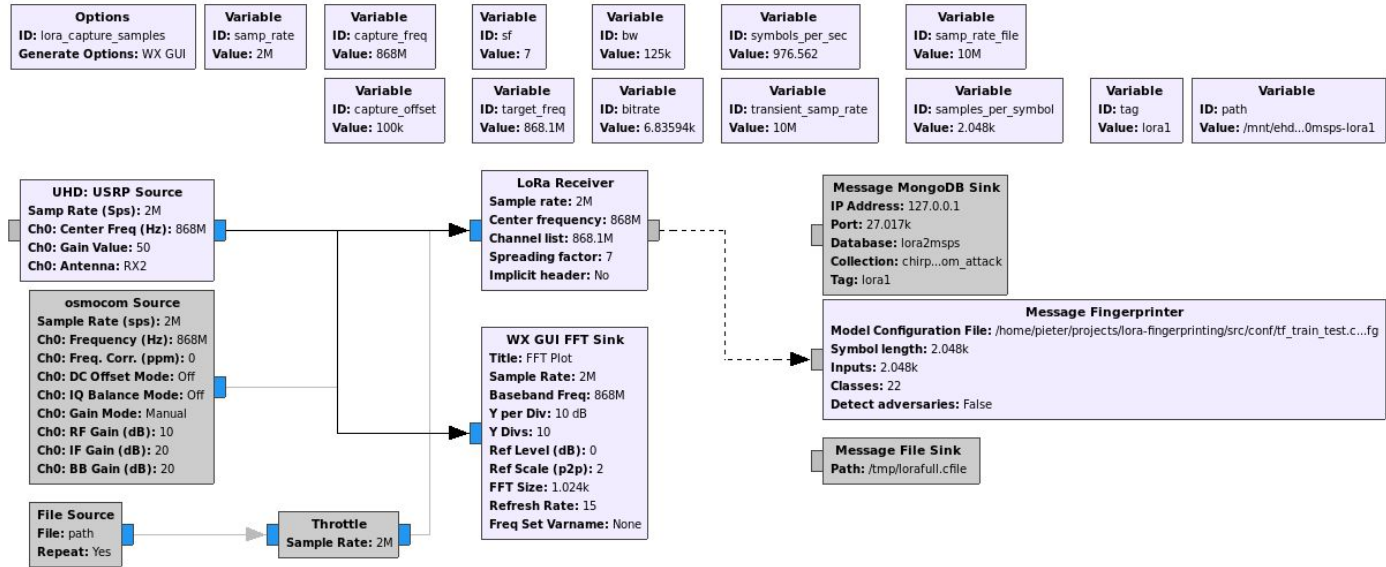 Options
ID: lora_capture_samples
Generate Options: WX GUI
Variable
ID: samp_rate
Value: 2M
Variable
ID: capture_freq
Value: 868M
Variable
ID: sf
Value: 7
Variable
ID: bw
Value: 125k
Variable
ID: symbols_per_sec
Value: 976.562
Variable
ID: samp_rate_file
Value: 10M
Variable
ID: capture_offset
Value: 100k
Variable
ID: target_freq
Value: 868.1M
Variable
ID: bitrate
Value: 6.83594k
Variable
ID: transient_samp_rate
Value: 10M
Variable
ID: samples_per_symbol
Value: 2.048k
Variable
ID: tag
Value: lora1
Variable
ID: path
Value: /mnt/ehd...0msps-lora1
UHD: USRP Source
Samp Rate (Sps): 2M
Ch0: Center Freq (Hz): 868M
Ch0: Gain Value: 50
Ch0: Antenna: RX2
osmocom Source
Sample Rate (sps): 2M
Ch0: Frequency (Hz): 868M
Ch0: Freq. Corr. (ppm): 0
Ch0: DC Offset Mode: Off
Ch0: IQ Balance Mode: Off
Ch0: Gain Mode: Manual
Ch0: RF Gain (dB): 10
Ch0: IF Gain (dB): 20
Ch0: BB Gain (dB): 20
File Source
File: path
Repeat: Yes
Throttle
Sample Rate: 2M
LoRa Receiver
Sample rate: 2M
Center frequency: 868M
Channel list: 868.1M
Spreading factor: 7
Implicit header: No
WX GUI FFT Sink
Title: FFT Plot
Sample Rate: 2M
Baseband Freq: 868M
Y per Div: 10 dB
Y Divs: 10
Ref Level (dB): 0
Ref Scale (p2p): 2
FFT Size: 1.024k
Refresh Rate: 15
Freq Set Varname: None
Message MongoDB Sink
IP Address: 127.0.0.1
Port: 27.017k
Database: lora2msps
Collection: chirp...om_attack
Tag: lora1
Message Fingerprinter
Model Configuration File: /home/pieter/projects/lora-fingerprinting/src/conf/tf_train_test.c...fg
Symbol length: 2.048k
Inputs: 2.048k
Classes: 22
Detect adversaries: False
Message File Sink
Path: /tmp/lorafull.cfile